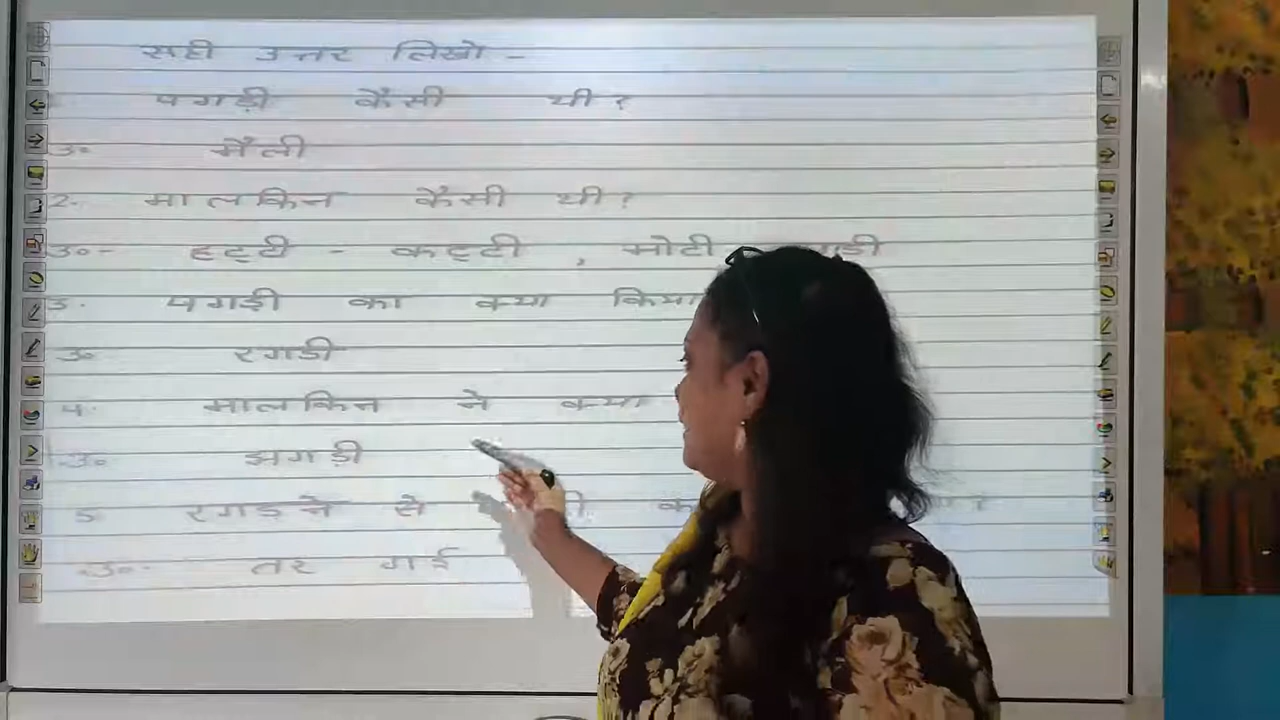 सही उत्तर लिखो -
पगड़ी कैसी थी ?
उ० मैली
2. मालकिन कैसी थी ?
उ०- हट्टी - कट्टी , मोटी
3. पगड़ी का क्या किया
उ० रगड़ी
4. मालकिन ने क्या
उ० झगड़ी
5 रगड़ने से
उ०. तर गई